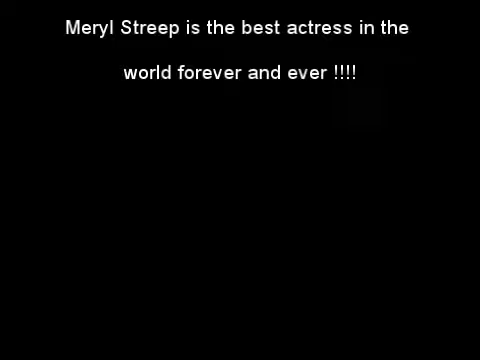 Meryl Streep is the best actress in the
world forever and ever !!!!